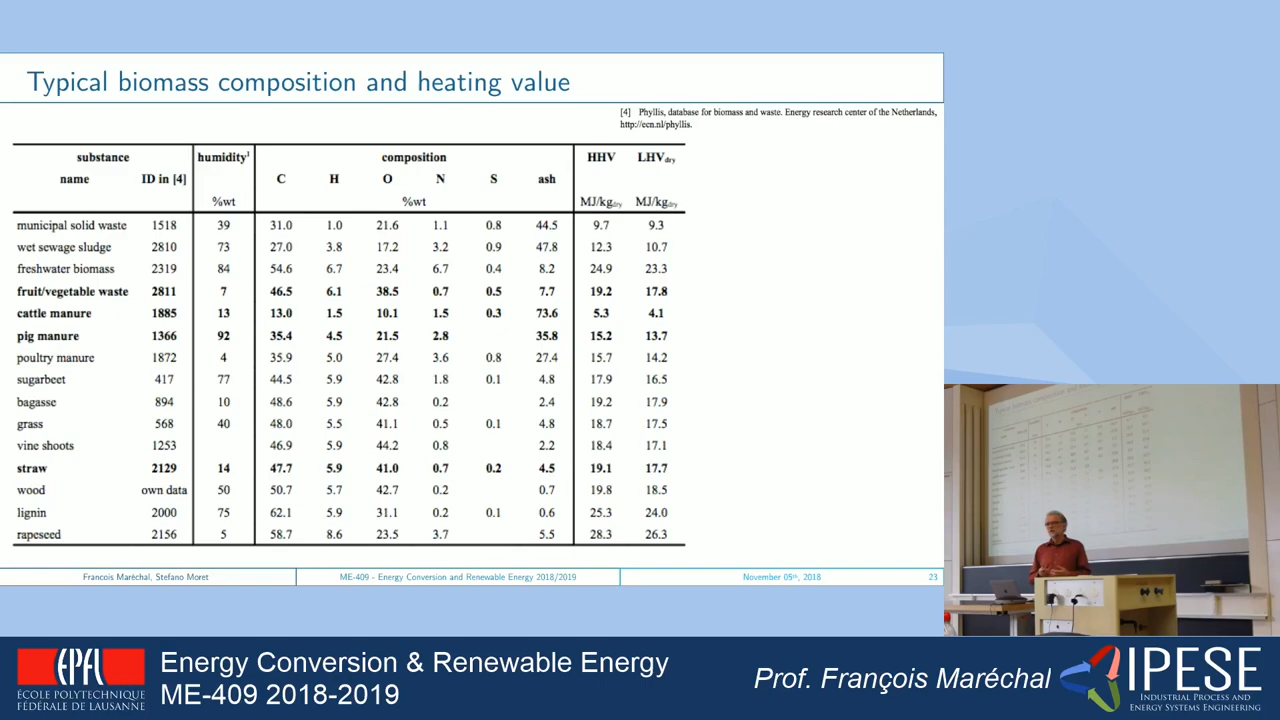 Typical biomass composition and heating value
[4] Phyllis, database for biomass and waste. Energy research center of the Netherlands,
http://ecn.nl/phyllis.
substance humidity¹ composition HHV LHVdry
name ID in [4] C H O N S ash
%wt %wt MJ/kgdry MJ/kgdry
municipal solid waste 1518 39 31.0 1.0 21.6 1.1 0.8 44.5 9.7 9.3
wet sewage sludge 2810 73 27.0 3.8 17.2 3.2 0.9 47.8 12.3 10.7
freshwater biomass 2319 84 54.6 6.7 23.4 6.7 0.4 8.2 24.9 23.3
fruit/vegetable waste 2811 7 46.5 6.1 38.5 0.7 0.5 7.7 19.2 17.8
cattle manure 1885 13 13.0 1.5 10.1 1.5 0.3 73.6 5.3 4.1
pig manure 1366 92 35.4 4.5 21.5 2.8 35.8 15.2 13.7
poultry manure 1872 4 35.9 5.0 27.4 3.6 0.8 27.4 15.7 14.2
sugarbeet 417 77 44.5 5.9 42.8 1.8 0.1 4.8 17.9 16.5
bagasse 894 10 48.6 5.9 42.8 0.2 2.4 19.2 17.9
grass 568 40 48.0 5.5 41.1 0.5 0.1 4.8 18.7 17.5
vine shoots 1253 46.9 5.9 44.2 0.8 2.2 18.4 17.1
straw 2129 14 47.7 5.9 41.0 0.7 0.2 4.5 19.1 17.7
wood own data 50 50.7 5.7 42.7 0.2 0.7 19.8 18.5
lignin 2000 75 62.1 5.9 31.1 0.2 0.1 0.6 25.3 24.0
rapeseed 2156 5 58.7 8.6 23.5 3.7 5.5 28.3 26.3
Francois Maréchal, Stefano Moret ME-409 - Energy Conversion and Renewable Energy 2018/2019 November 05th, 2018 23
EPFL
ÉCOLE POLYTECHNIQUE
FÉDÉRALE DE LAUSANNE
Energy Conversion & Renewable Energy
ME-409 2018-2019
Prof. François Maréchal
IPESE
Industrial Process and
Energy Systems Engineering